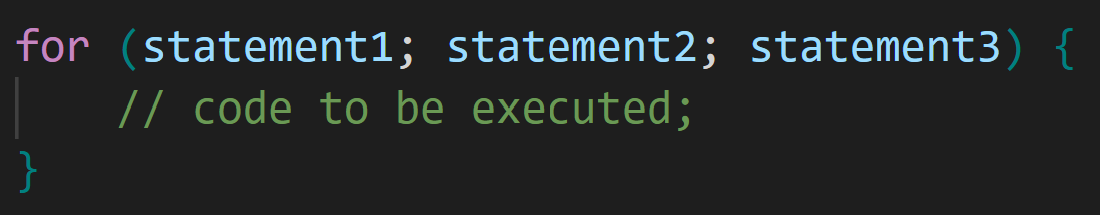 for (statement1; statement2; statement3) {
    // code to be executed;
}